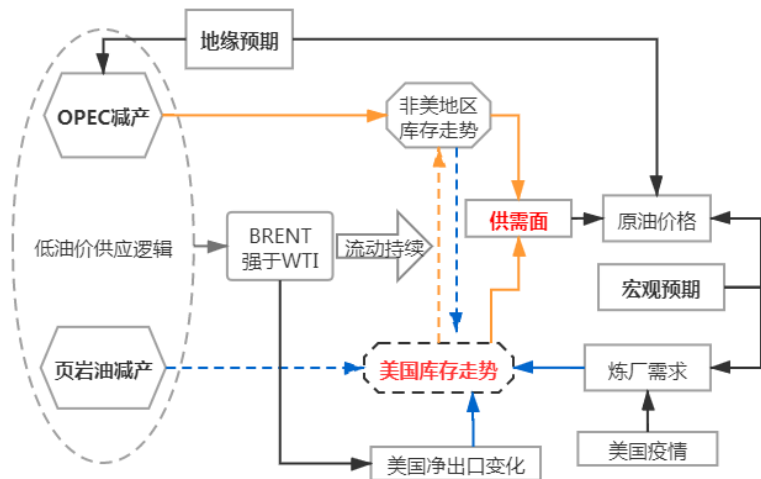 地缘预期
OPEC减产
非美地区
库存走势
低油价供应逻辑
BRENT
强于WTI
流动持续
供需面
原油价格
宏观预期
页岩油减产
美国库存走势
炼厂需求
美国净出口变化
美国疫情